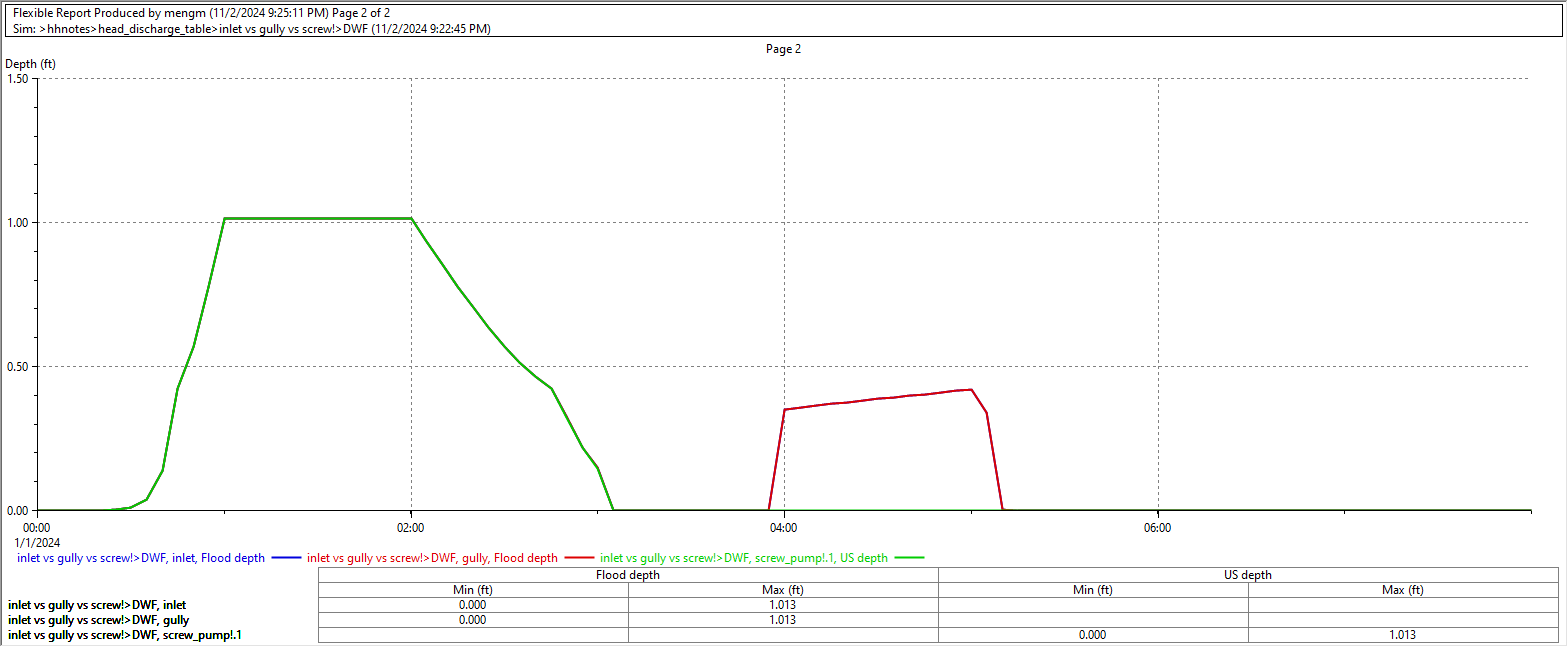 Flexible Report Produced by mengm (11/2/2024 9:25:11 PM) Page 2 of 2
Sim: >hhnotes>head_discharge_table>inlet vs gully vs screw!>DWF (11/2/2024 9:22:45 PM)
Page 2
Depth (ft)
1.50
1.00
0.50
0.00
00:00 02:00 04:00 06:00
1/1/2024
inlet vs gully vs screw!>DWF, inlet, Flood depth inlet vs gully vs screw!>DWF, gully, Flood depth inlet vs gully vs screw!>DWF, screw_pump!.1, US depth
Flood depth US depth
Min (ft) Max (ft) Min (ft) Max (ft)
inlet vs gully vs screw!>DWF, inlet 0.000 1.013
inlet vs gully vs screw!>DWF, gully 0.000 1.013
inlet vs gully vs screw!>DWF, screw_pump!.1 0.000 1.013